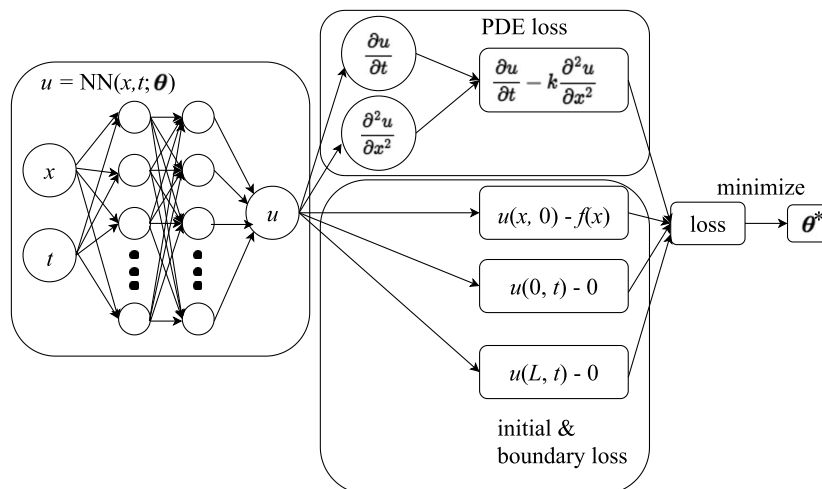 u = NN(x,t;θ)
x
t
u
PDE loss
∂u/∂t
∂²u/∂x²
∂u/∂t − k ∂²u/∂x²
u(x, 0) - f(x)
u(0, t) - 0
u(L, t) - 0
initial &
boundary loss
loss
minimize
θ*